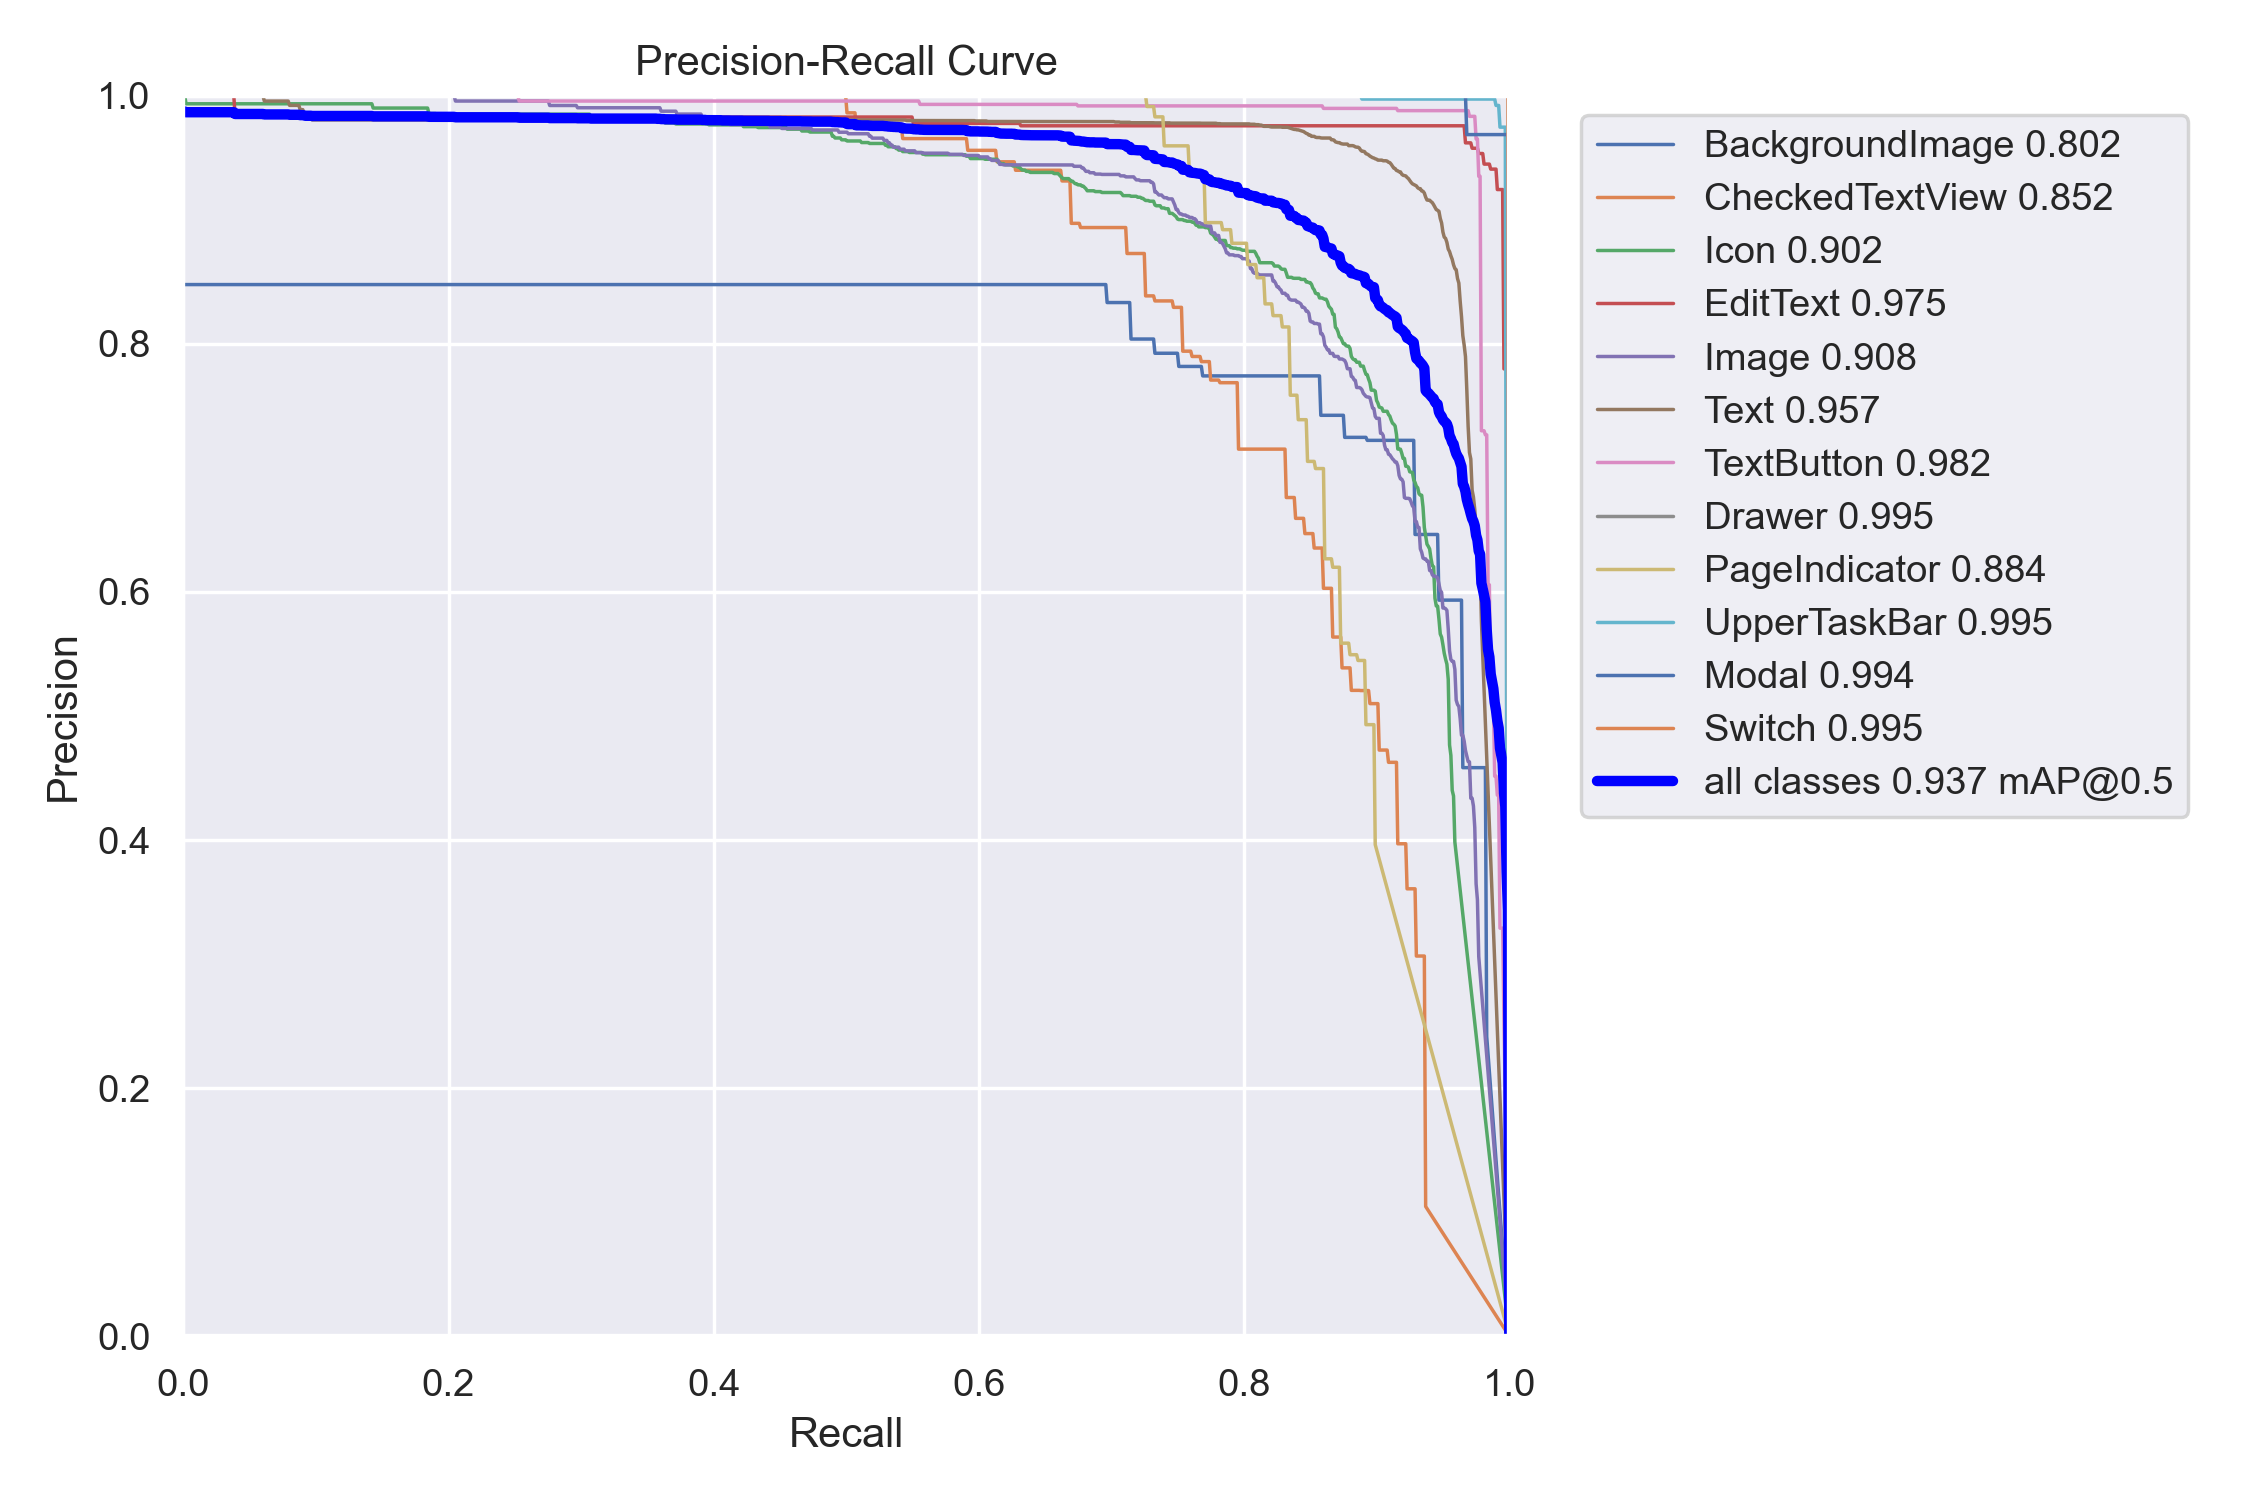 Precision-Recall Curve
1.0
0.8
0.6
0.4
0.2
0.0
Precision
0.0 0.2 0.4 0.6 0.8 1.0
Recall
BackgroundImage 0.802
CheckedTextView 0.852
Icon 0.902
EditText 0.975
Image 0.908
Text 0.957
TextButton 0.982
Drawer 0.995
PageIndicator 0.884
UpperTaskBar 0.995
Modal 0.994
Switch 0.995
all classes 0.937 mAP@0.5